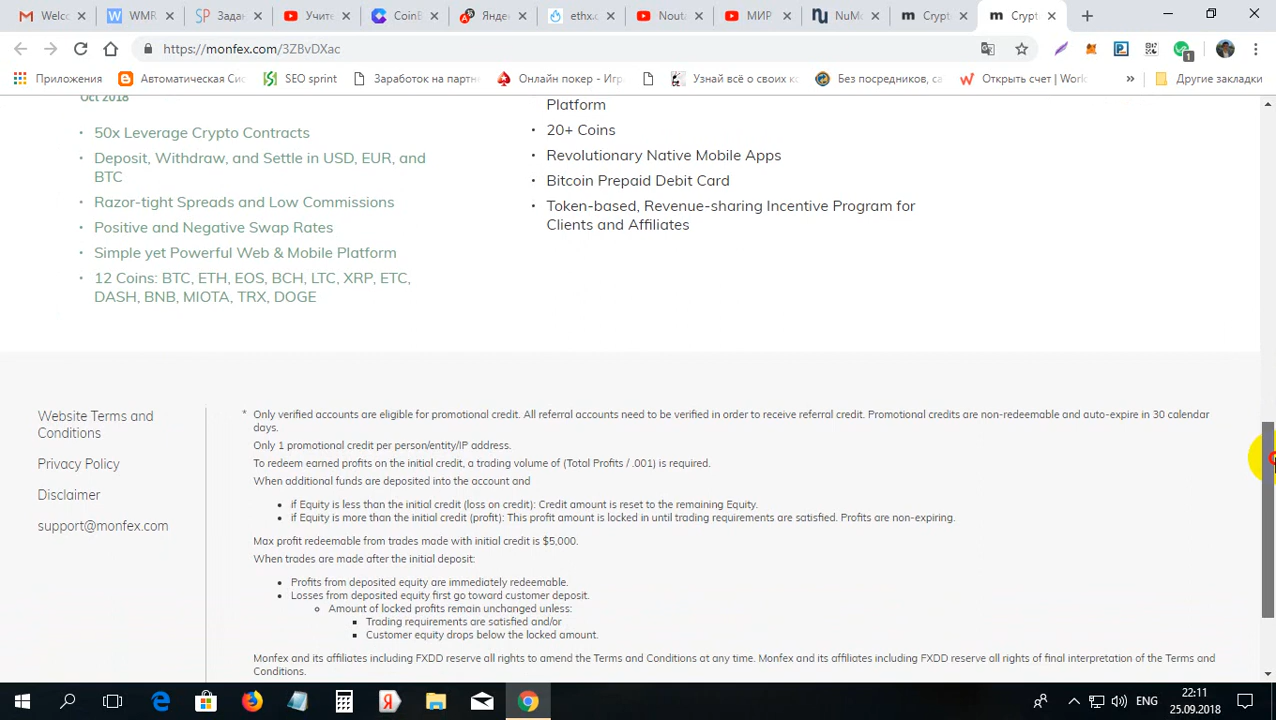 Welco
WMR
Задан
Учите
CoinB
Яндек
ethx.c
Nouta
МИР
NuMo
Crypt
Crypt
https://monfex.com/3ZBvDXac
Приложения
Автоматическая Сис
SEO sprint
Заработок на партн
Онлайн покер - Игр
Узнай всё о своих ко
Без посредников, са
Открыть счет | Worl
»
Другие закладки
Oct 2018
· 50x Leverage Crypto Contracts
· Deposit, Withdraw, and Settle in USD, EUR, and
BTC
· Razor-tight Spreads and Low Commissions
· Positive and Negative Swap Rates
· Simple yet Powerful Web & Mobile Platform
· 12 Coins: BTC, ETH, EOS, BCH, LTC, XRP, ETC,
DASH, BNB, MIOTA, TRX, DOGE
Platform
· 20+ Coins
· Revolutionary Native Mobile Apps
· Bitcoin Prepaid Debit Card
· Token-based, Revenue-sharing Incentive Program for
Clients and Affiliates
Website Terms and
Conditions
Privacy Policy
Disclaimer
support@monfex.com
* Only verified accounts are eligible for promotional credit. All referral accounts need to be verified in order to receive referral credit. Promotional credits are non-redeemable and auto-expire in 30 calendar
days.
Only 1 promotional credit per person/entity/IP address.
To redeem earned profits on the initial credit, a trading volume of (Total Profits / .001) is required.
When additional funds are deposited into the account and
• if Equity is less than the initial credit (loss on credit): Credit amount is reset to the remaining Equity.
• if Equity is more than the initial credit (profit): This profit amount is locked in until trading requirements are satisfied. Profits are non-expiring.
Max profit redeemable from trades made with initial credit is $5,000.
When trades are made after the initial deposit:
• Profits from deposited equity are immediately redeemable.
• Losses from deposited equity first go toward customer deposit.
◦ Amount of locked profits remain unchanged unless:
▪ Trading requirements are satisfied and/or
▪ Customer equity drops below the locked amount.
Monfex and its affiliates including FXDD reserve all rights to amend the Terms and Conditions at any time. Monfex and its affiliates including FXDD reserve all rights of final interpretation of the Terms and
Conditions.
ENG
22:11
25.09.2018